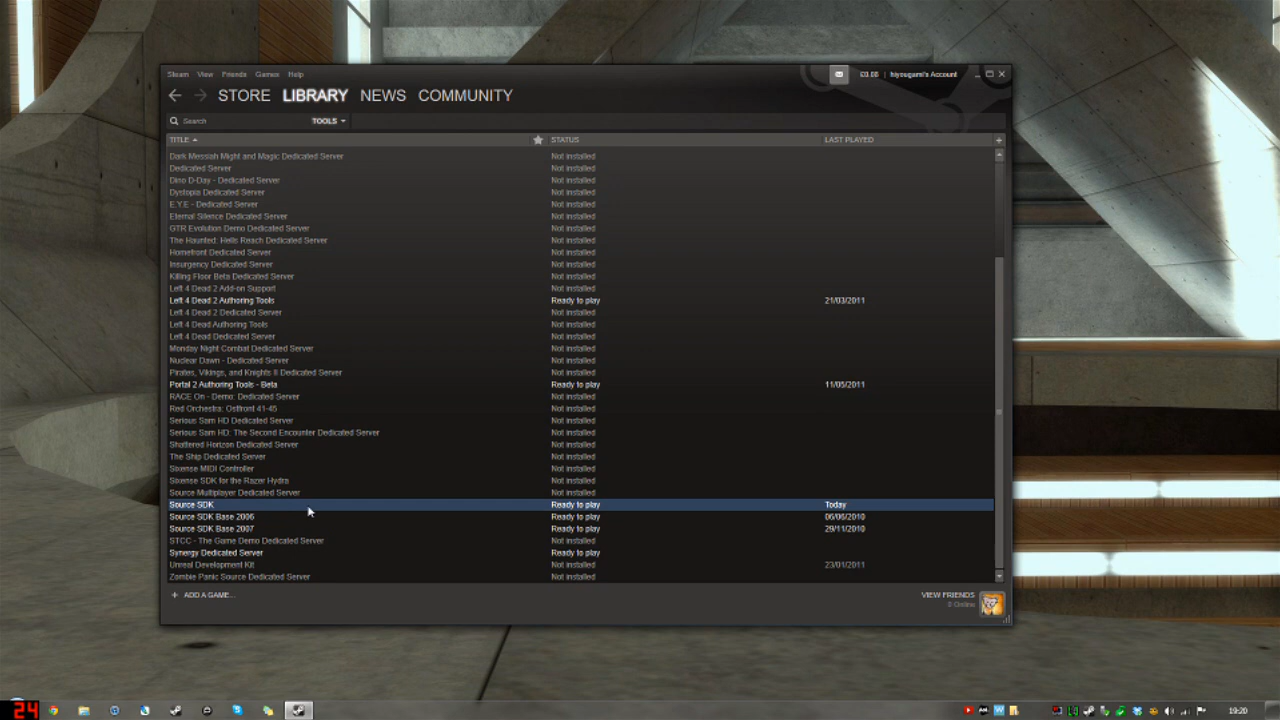 Steam View Friends Games Help £0.00 | hiyougami's Account
STORE LIBRARY NEWS COMMUNITY
Search TOOLS
TITLE STATUS LAST PLAYED
Dark Messiah Might and Magic Dedicated Server Not installed
Dedicated Server Not installed
Dino D-Day - Dedicated Server Not installed
Dystopia Dedicated Server Not installed
E.Y.E - Dedicated Server Not installed
Eternal Silence Dedicated Server Not installed
GTR Evolution Demo Dedicated Server Not installed
The Haunted: Hells Reach Dedicated Server Not installed
Homefront Dedicated Server Not installed
Insurgency Dedicated Server Not installed
Killing Floor Beta Dedicated Server Not installed
Left 4 Dead 2 Add-on Support Not installed
Left 4 Dead 2 Authoring Tools Ready to play 21/03/2011
Left 4 Dead 2 Dedicated Server Not installed
Left 4 Dead Authoring Tools Not installed
Left 4 Dead Dedicated Server Not installed
Monday Night Combat Dedicated Server Not installed
Nuclear Dawn - Dedicated Server Not installed
Pirates, Vikings, and Knights II Dedicated Server Not installed
Portal 2 Authoring Tools - Beta Ready to play 11/05/2011
RACE On - Demo: Dedicated Server Not installed
Red Orchestra: Ostfront 41-45 Not installed
Serious Sam HD Dedicated Server Not installed
Serious Sam HD: The Second Encounter Dedicated Server Not installed
Shattered Horizon Dedicated Server Not installed
The Ship Dedicated Server Not installed
Sixense MIDI Controller Not installed
Sixense SDK for the Razer Hydra Not installed
Source Multiplayer Dedicated Server Not installed
Source SDK Ready to play Today
Source SDK Base 2006 Ready to play 06/06/2010
Source SDK Base 2007 Ready to play 29/11/2010
STCC - The Game Demo Dedicated Server Not installed
Synergy Dedicated Server Ready to play
Unreal Development Kit Not installed 23/01/2011
Zombie Panic Source Dedicated Server Not installed
+ ADD A GAME... VIEW FRIENDS
0 Online
24 19:20